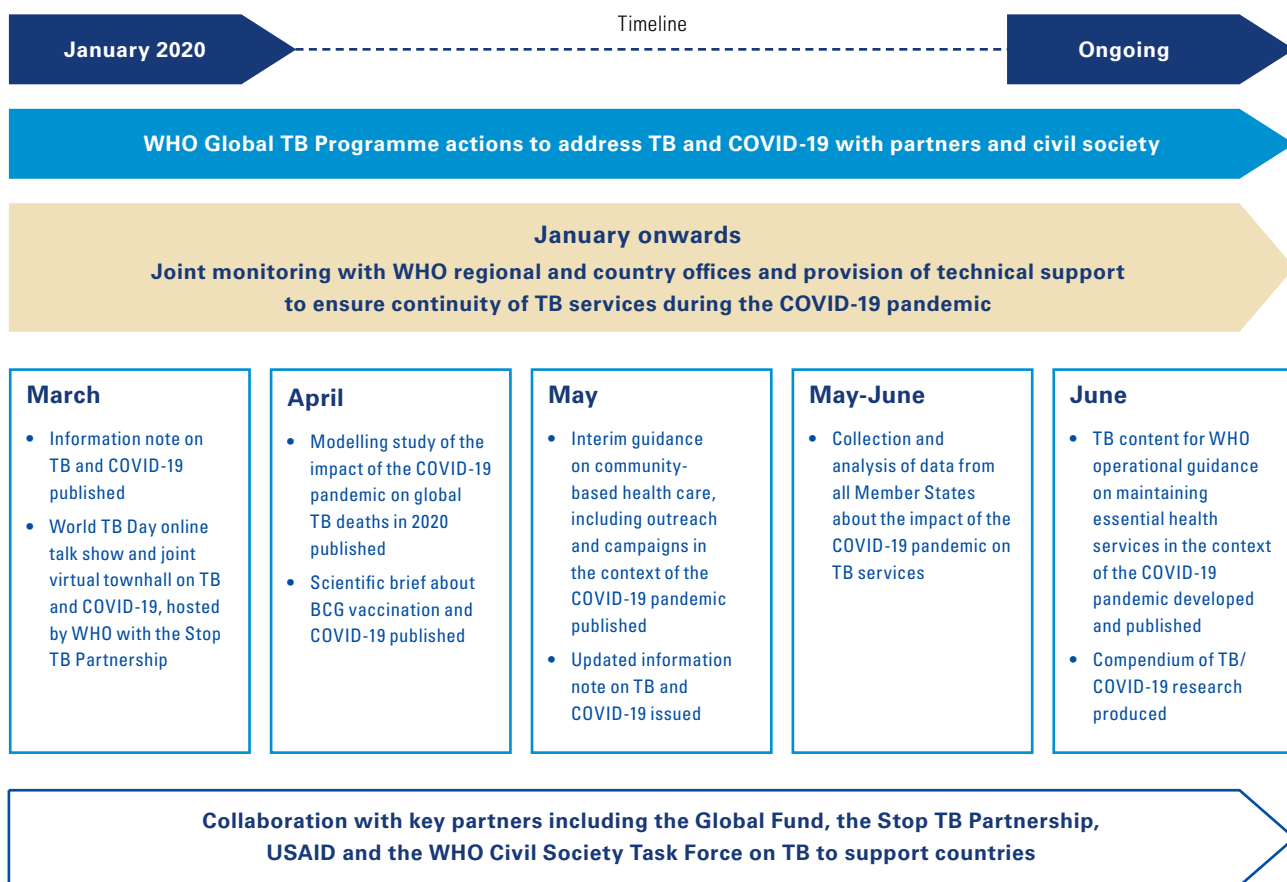 Timeline
January 2020
Ongoing
WHO Global TB Programme actions to address TB and COVID-19 with partners and civil society
January onwards
Joint monitoring with WHO regional and country offices and provision of technical support
to ensure continuity of TB services during the COVID-19 pandemic
March
• Information note on
TB and COVID-19
published
• World TB Day online
talk show and joint
virtual townhall on TB
and COVID-19, hosted
by WHO with the Stop
TB Partnership
April
• Modelling study of the
impact of the COVID-19
pandemic on global
TB deaths in 2020
published
• Scientific brief about
BCG vaccination and
COVID-19 published
May
• Interim guidance
on community-
based health care,
including outreach
and campaigns in
the context of the
COVID-19 pandemic
published
• Updated information
note on TB and
COVID-19 issued
May-June
• Collection and
analysis of data from
all Member States
about the impact of the
COVID-19 pandemic on
TB services
June
• TB content for WHO
operational guidance
on maintaining
essential health
services in the context
of the COVID-19
pandemic developed
and published
• Compendium of TB/
COVID-19 research
produced
Collaboration with key partners including the Global Fund, the Stop TB Partnership,
USAID and the WHO Civil Society Task Force on TB to support countries